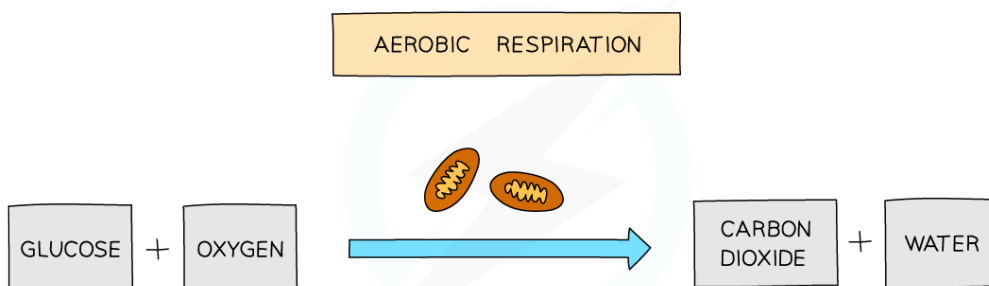 AEROBIC RESPIRATION
GLUCOSE + OXYGEN
CARBON
DIOXIDE + WATER